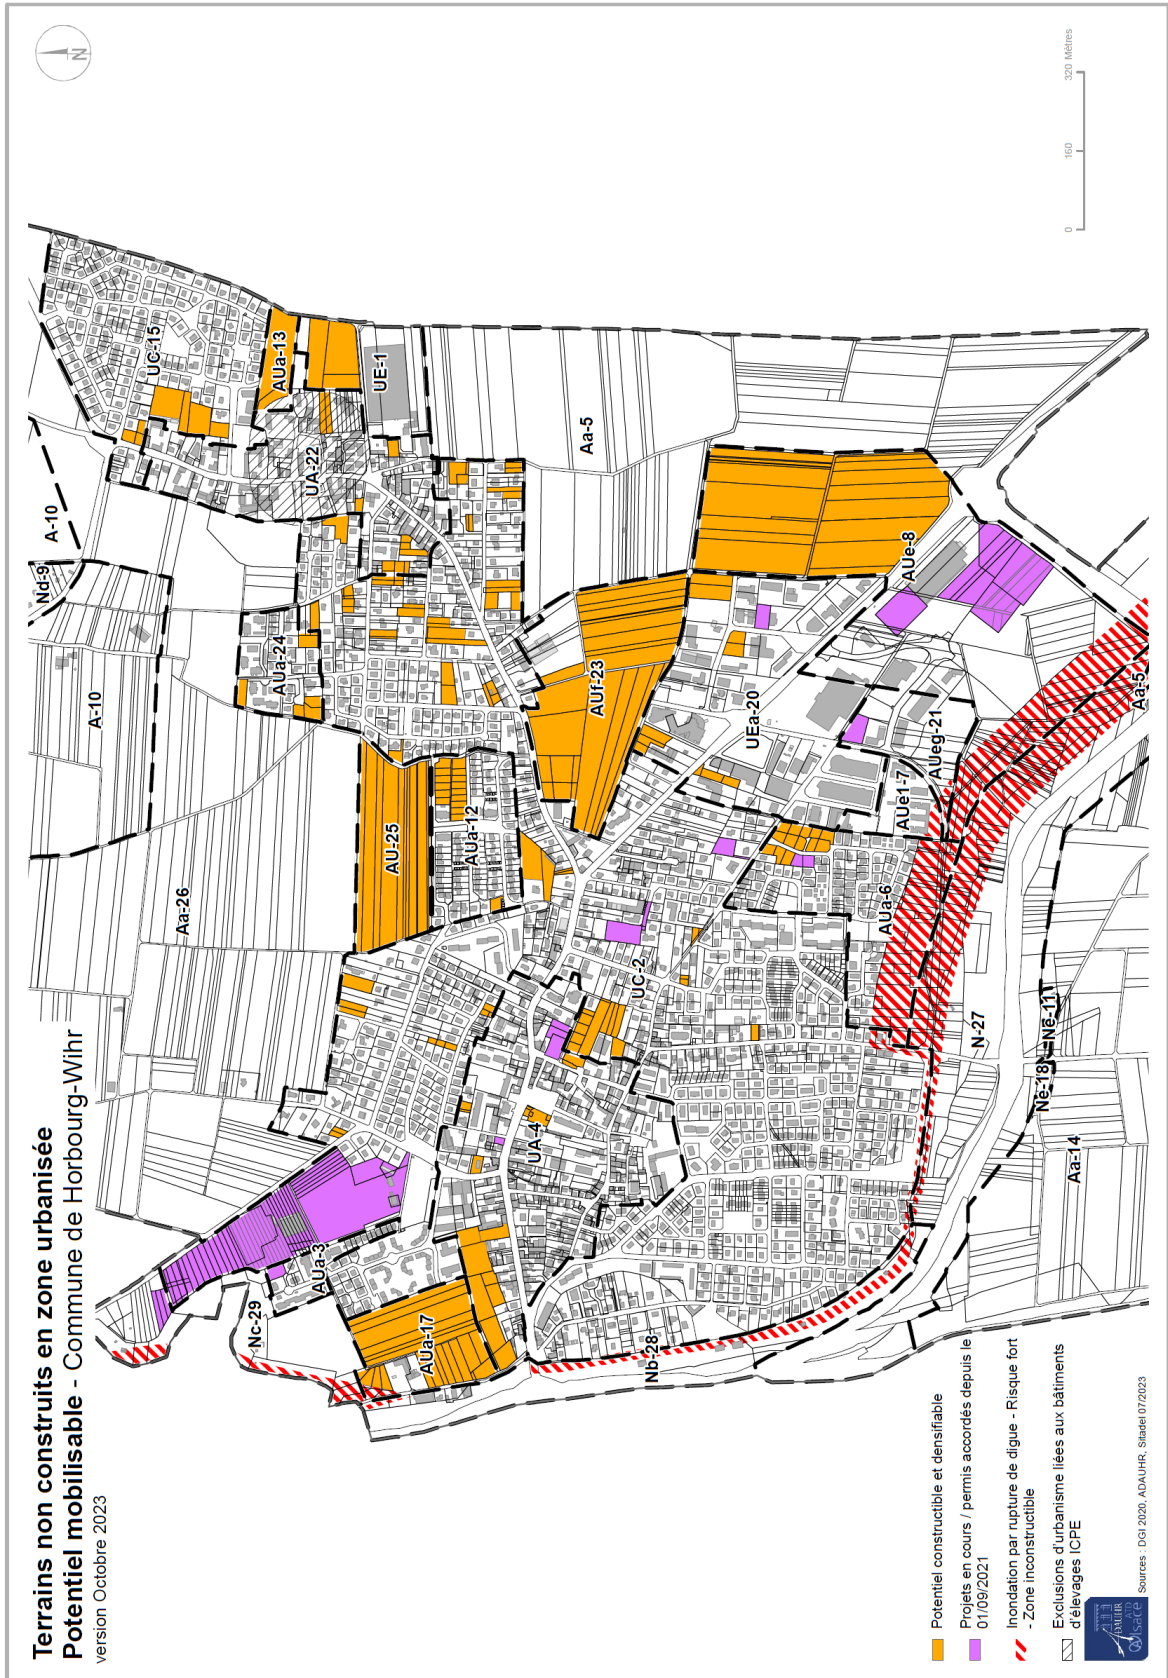 Terrains non construits en zone urbanisée
Potentiel mobilisable - Commune de Horbourg-Wihr
version Octobre 2023
N
0 160 320 Mètres
Nd-9
A-10
A-10
UC-15
AUa-13
UE-1
UA-22
AUa-24
Aa-5
Aa-26
AU-25
AUa-12
AUf-23
AUe-8
UEa-20
AUeg-21
AUe1-7
Aa-5
AUa-6
UC-2
UA-4
N-27
Ne-11
Ne-18
Aa-14
AUa-3
Nc-29
AUa-17
Nb-28
Potentiel constructible et densifiable
Projets en cours / permis accordés depuis le
01/09/2021
Inondation par rupture de digue - Risque fort
- Zone inconstructible
Exclusions d'urbanisme liées aux bâtiments
d'élevages ICPE
ADAUHR
ATD
Alsace
Sources : DGI 2020, ADAUHR, Sitadel 07/2023